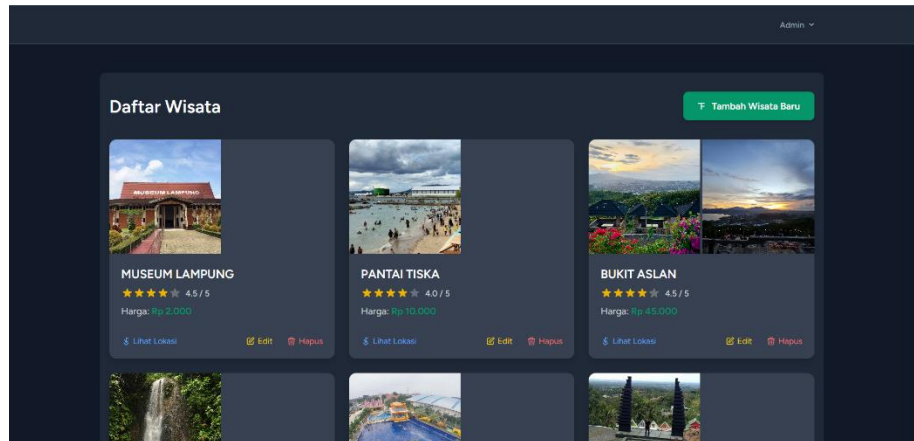 Admin
Daftar Wisata
Tambah Wisata Baru
MUSEUM LAMPUNG
MUSEUM LAMPUNG
4.5 / 5
Harga: Rp 2.000
Lihat Lokasi Edit Hapus
PANTAI TISKA
4.0 / 5
Harga: Rp 10.000
Lihat Lokasi Edit Hapus
BUKIT ASLAN
4.5 / 5
Harga: Rp 45.000
Lihat Lokasi Edit Hapus